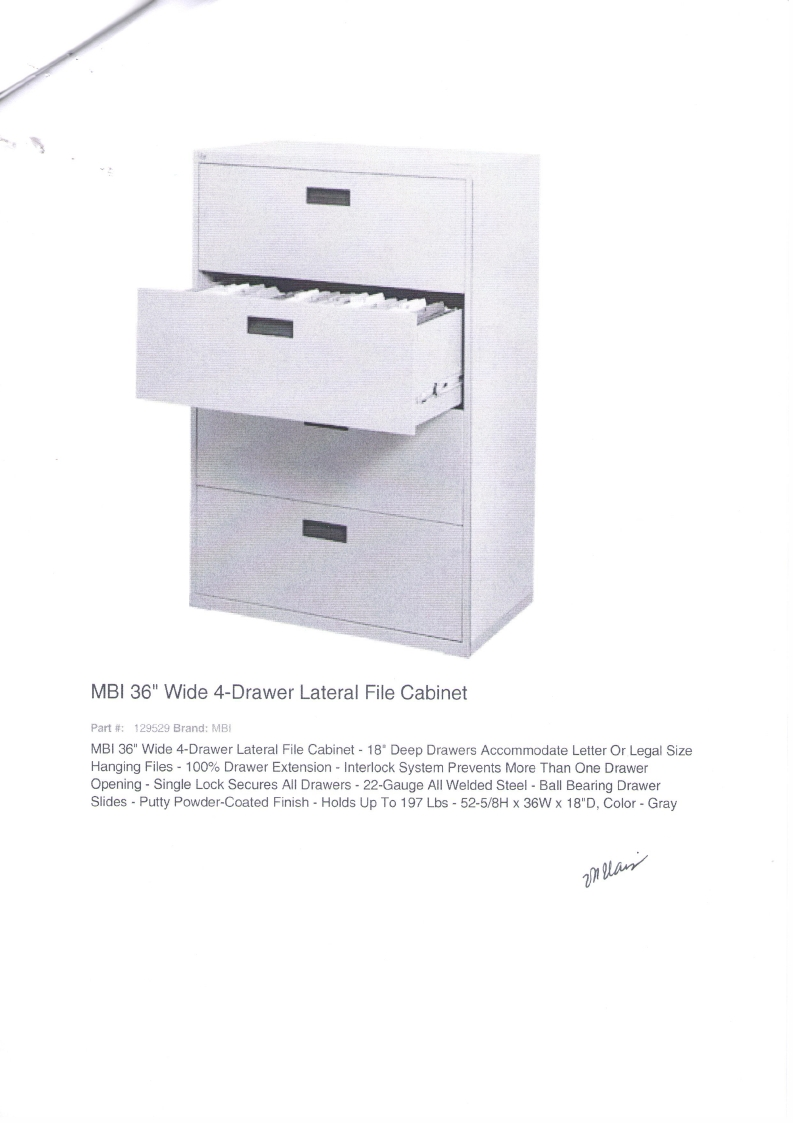 MBI 36" Wide 4-Drawer Lateral File Cabinet
Part #: 129529 Brand: MBI
MBI 36" Wide 4-Drawer Lateral File Cabinet - 18" Deep Drawers Accommodate Letter Or Legal Size
Hanging Files - 100% Drawer Extension - Interlock System Prevents More Than One Drawer
Opening - Single Lock Secures All Drawers - 22-Gauge All Welded Steel - Ball Bearing Drawer
Slides - Putty Powder-Coated Finish - Holds Up To 197 Lbs - 52-5/8H x 36W x 18"D, Color - Gray